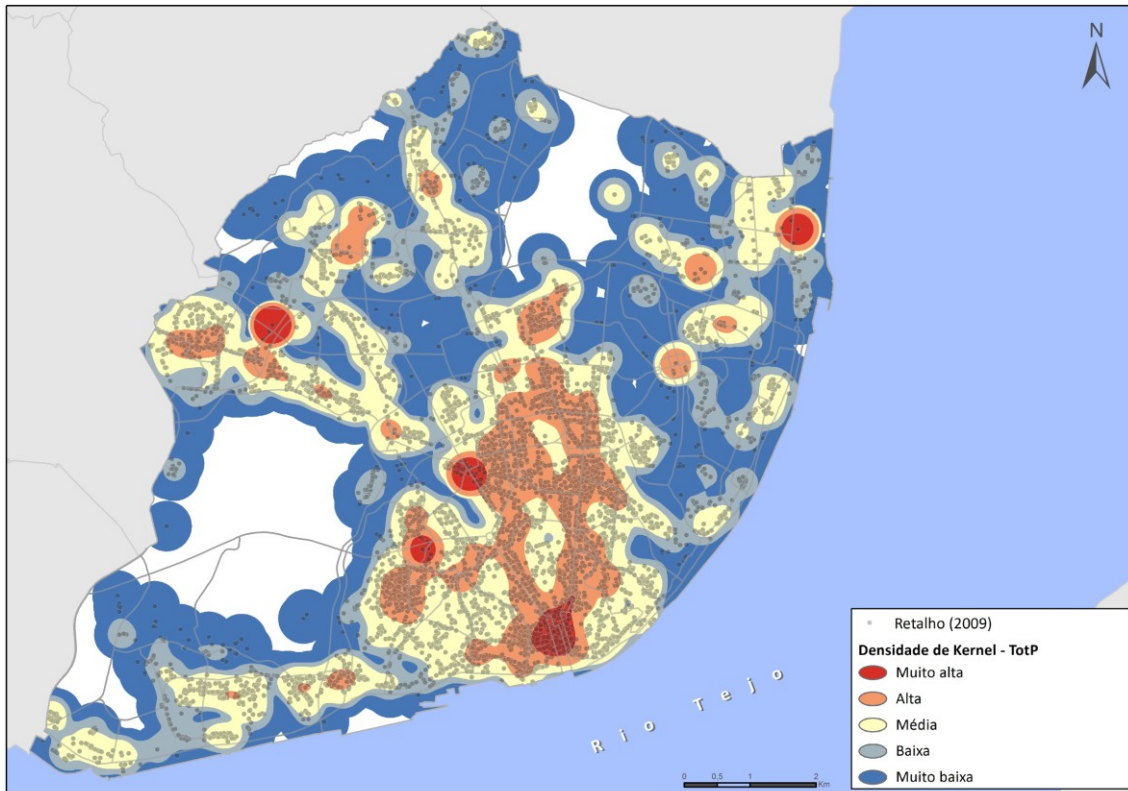 N
Rio Tejo
0 0,5 1 2
Km
Retalho (2009)
Densidade de Kernel - TotP
Muito alta
Alta
Média
Baixa
Muito baixa